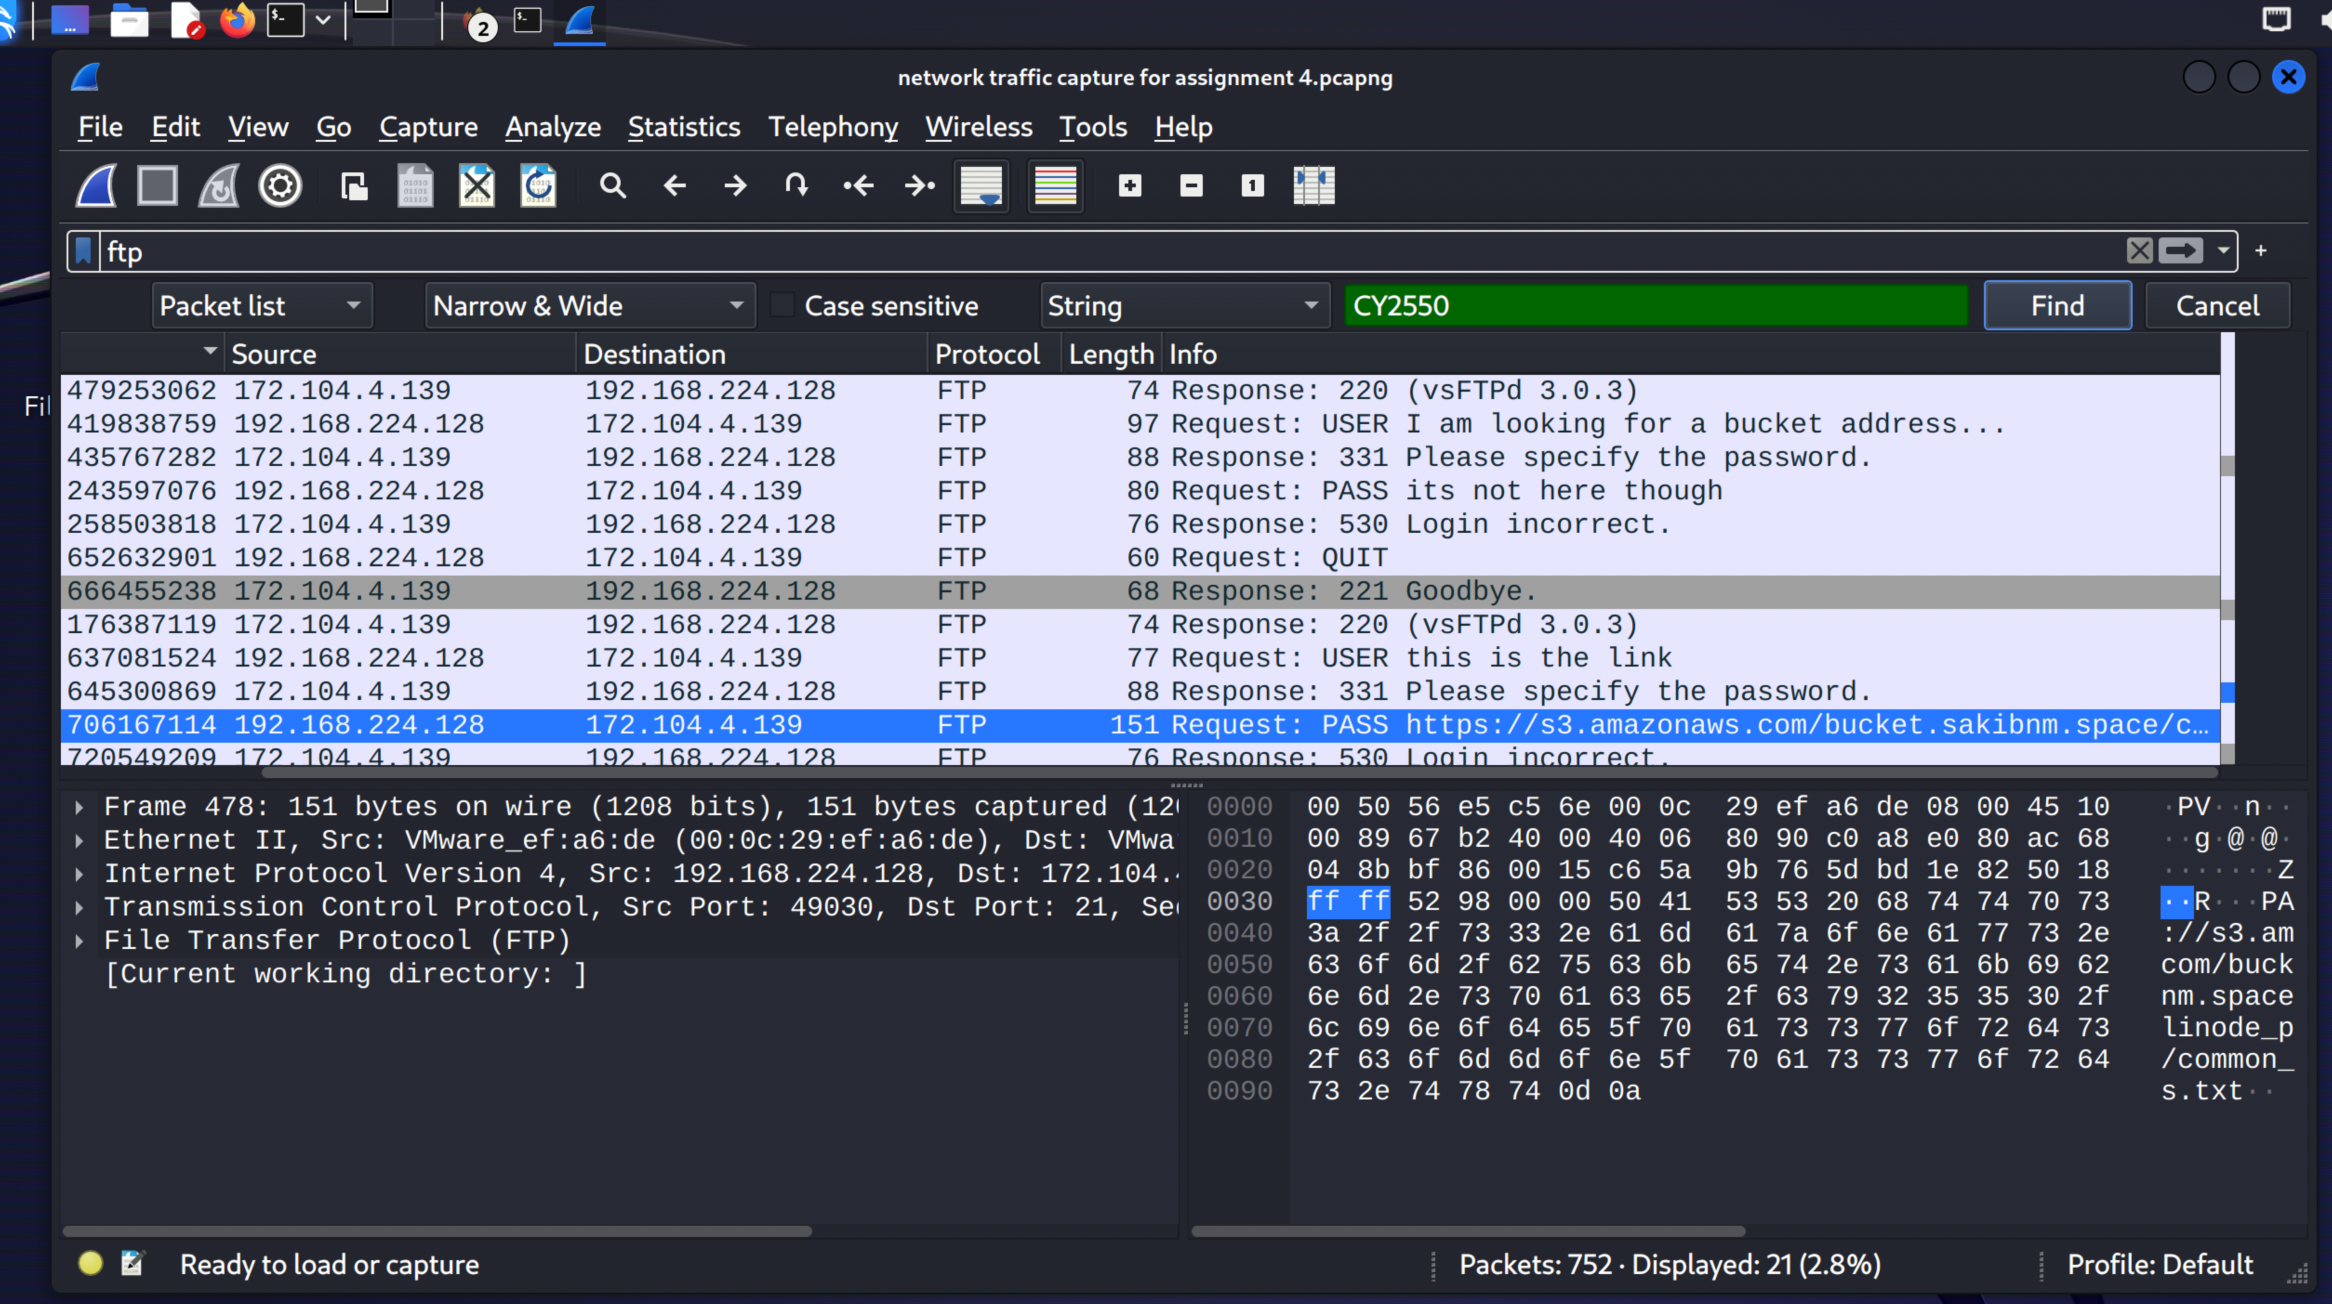 2
network traffic capture for assignment 4.pcapng
File Edit View Go Capture Analyze Statistics Telephony Wireless Tools Help
ftp
Packet list Narrow & Wide Case sensitive String CY2550 Find Cancel
Source Destination Protocol Length Info
479253062 172.104.4.139 192.168.224.128 FTP 74 Response: 220 (vsFTPd 3.0.3)
419838759 192.168.224.128 172.104.4.139 FTP 97 Request: USER I am looking for a bucket address...
435767282 172.104.4.139 192.168.224.128 FTP 88 Response: 331 Please specify the password.
243597076 192.168.224.128 172.104.4.139 FTP 80 Request: PASS its not here though
258503818 172.104.4.139 192.168.224.128 FTP 76 Response: 530 Login incorrect.
652632901 192.168.224.128 172.104.4.139 FTP 60 Request: QUIT
666455238 172.104.4.139 192.168.224.128 FTP 68 Response: 221 Goodbye.
176387119 172.104.4.139 192.168.224.128 FTP 74 Response: 220 (vsFTPd 3.0.3)
637081524 192.168.224.128 172.104.4.139 FTP 77 Request: USER this is the link
645300869 172.104.4.139 192.168.224.128 FTP 88 Response: 331 Please specify the password.
706167114 192.168.224.128 172.104.4.139 FTP 151 Request: PASS https://s3.amazonaws.com/bucket.sakibnm.space/c...
720549209 172.104.4.139 192.168.224.128 FTP 76 Response: 530 Login incorrect.
Fil
Frame 478: 151 bytes on wire (1208 bits), 151 bytes captured (120
Ethernet II, Src: VMware_ef:a6:de (00:0c:29:ef:a6:de), Dst: VMwa
Internet Protocol Version 4, Src: 192.168.224.128, Dst: 172.104.4
Transmission Control Protocol, Src Port: 49030, Dst Port: 21, Se
File Transfer Protocol (FTP)
[Current working directory: ]
0000 00 50 56 e5 c5 6e 00 0c 29 ef a6 de 08 00 45 10 ·PV··n··
0010 00 89 67 b2 40 00 40 06 80 90 c0 a8 e0 80 ac 68 ··g·@·@·
0020 04 8b bf 86 00 15 c6 5a 9b 76 5d bd 1e 82 50 18 ·······Z
0030 ff ff 52 98 00 00 50 41 53 53 20 68 74 74 70 73 ··R···PA
0040 3a 2f 2f 73 33 2e 61 6d 61 7a 6f 6e 61 77 73 2e ://s3.am
0050 63 6f 6d 2f 62 75 63 6b 65 74 2e 73 61 6b 69 62 com/buck
0060 6e 6d 2e 73 70 61 63 65 2f 63 79 32 35 35 30 2f nm.space
0070 6c 69 6e 6f 64 65 5f 70 61 73 73 77 6f 72 64 73 linode_p
0080 2f 63 6f 6d 6d 6f 6e 5f 70 61 73 73 77 6f 72 64 /common_
0090 73 2e 74 78 74 0d 0a s.txt··
Ready to load or capture
Packets: 752 · Displayed: 21 (2.8%)
Profile: Default